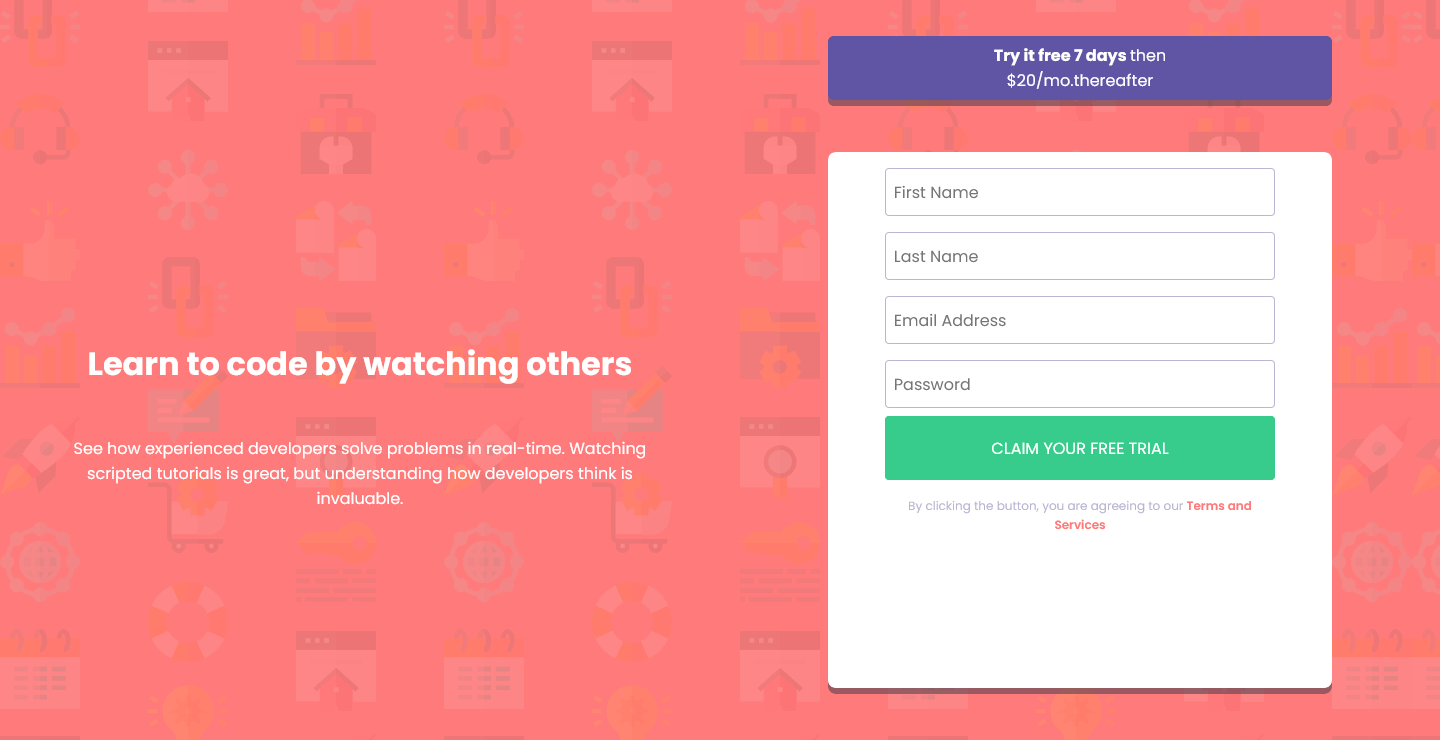 Learn to code by watching others
See how experienced developers solve problems in real-time. Watching
scripted tutorials is great, but understanding how developers think is
invaluable.
Try it free 7 days then
$20/mo.thereafter
First Name
Last Name
Email Address
Password
CLAIM YOUR FREE TRIAL
By clicking the button, you are agreeing to our Terms and
Services